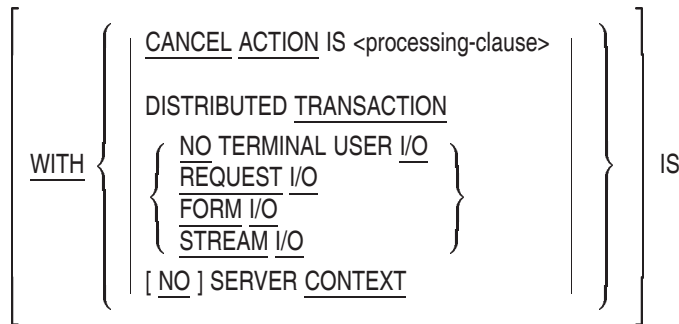 CANCEL ACTION IS <processing-clause>
DISTRIBUTED TRANSACTION
NO TERMINAL USER I/O
WITH
IS
REQUEST I/O
FORM I/O
STREAM I/O
[ NO ] SERVER CONTEXT